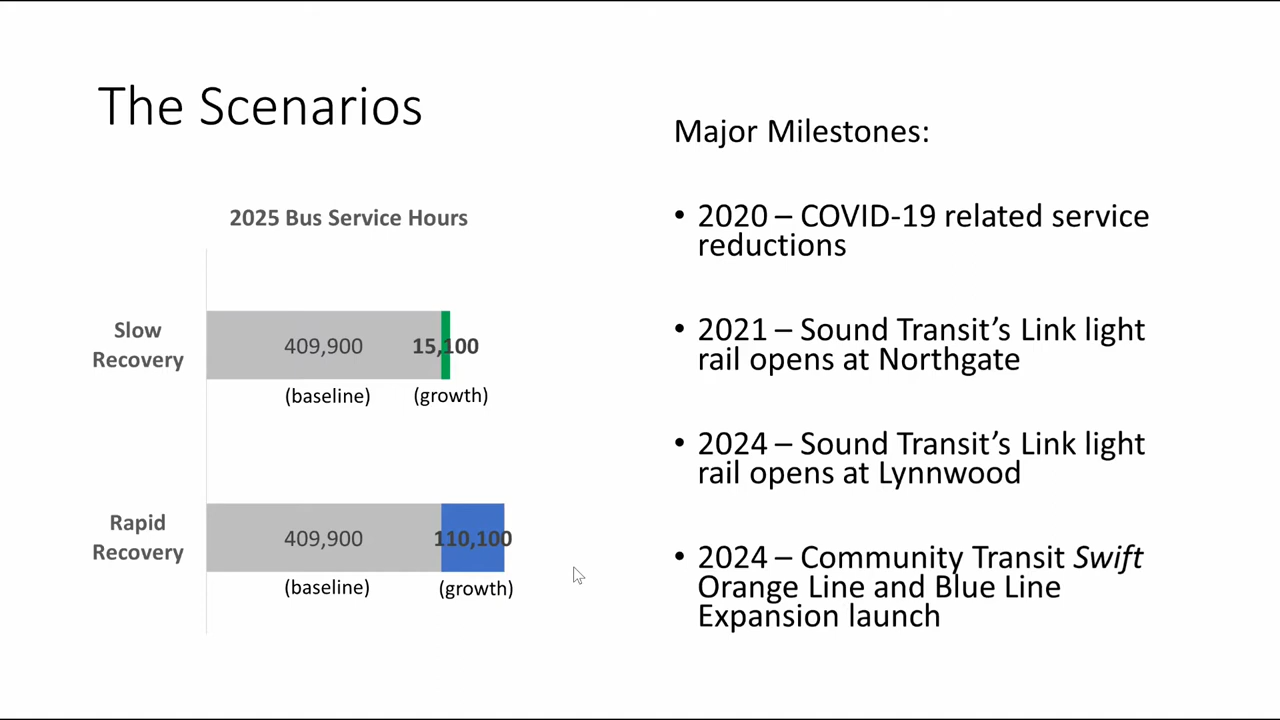 The Scenarios
2025 Bus Service Hours
Slow
Recovery
409,900
15,100
(baseline)
(growth)
Rapid
Recovery
409,900
110,100
(baseline)
(growth)
Major Milestones:
• 2020 – COVID-19 related service
reductions
• 2021 – Sound Transit’s Link light
rail opens at Northgate
• 2024 – Sound Transit’s Link light
rail opens at Lynnwood
• 2024 – Community Transit Swift
Orange Line and Blue Line
Expansion launch